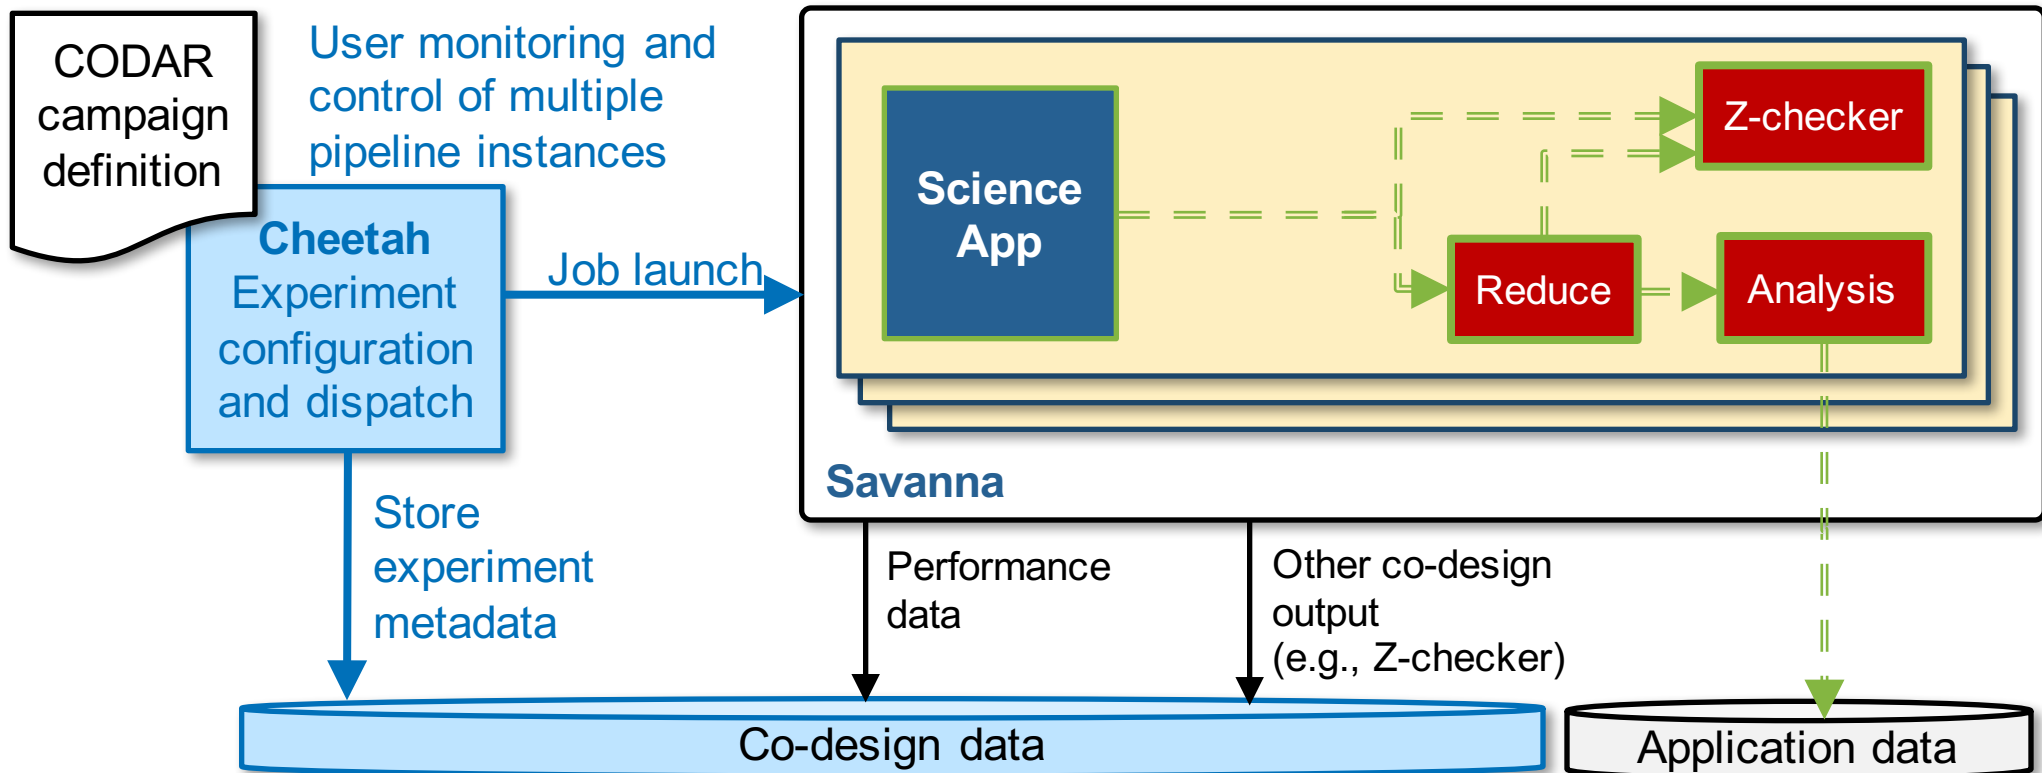 CODAR
campaign
definition
User monitoring and
control of multiple
pipeline instances
Cheetah
Experiment
configuration
and dispatch
Job launch
Science
App
Z-checker
Reduce
Analysis
Savanna
Store
experiment
metadata
Performance
data
Other co-design
output
(e.g., Z-checker)
Co-design data
Application data